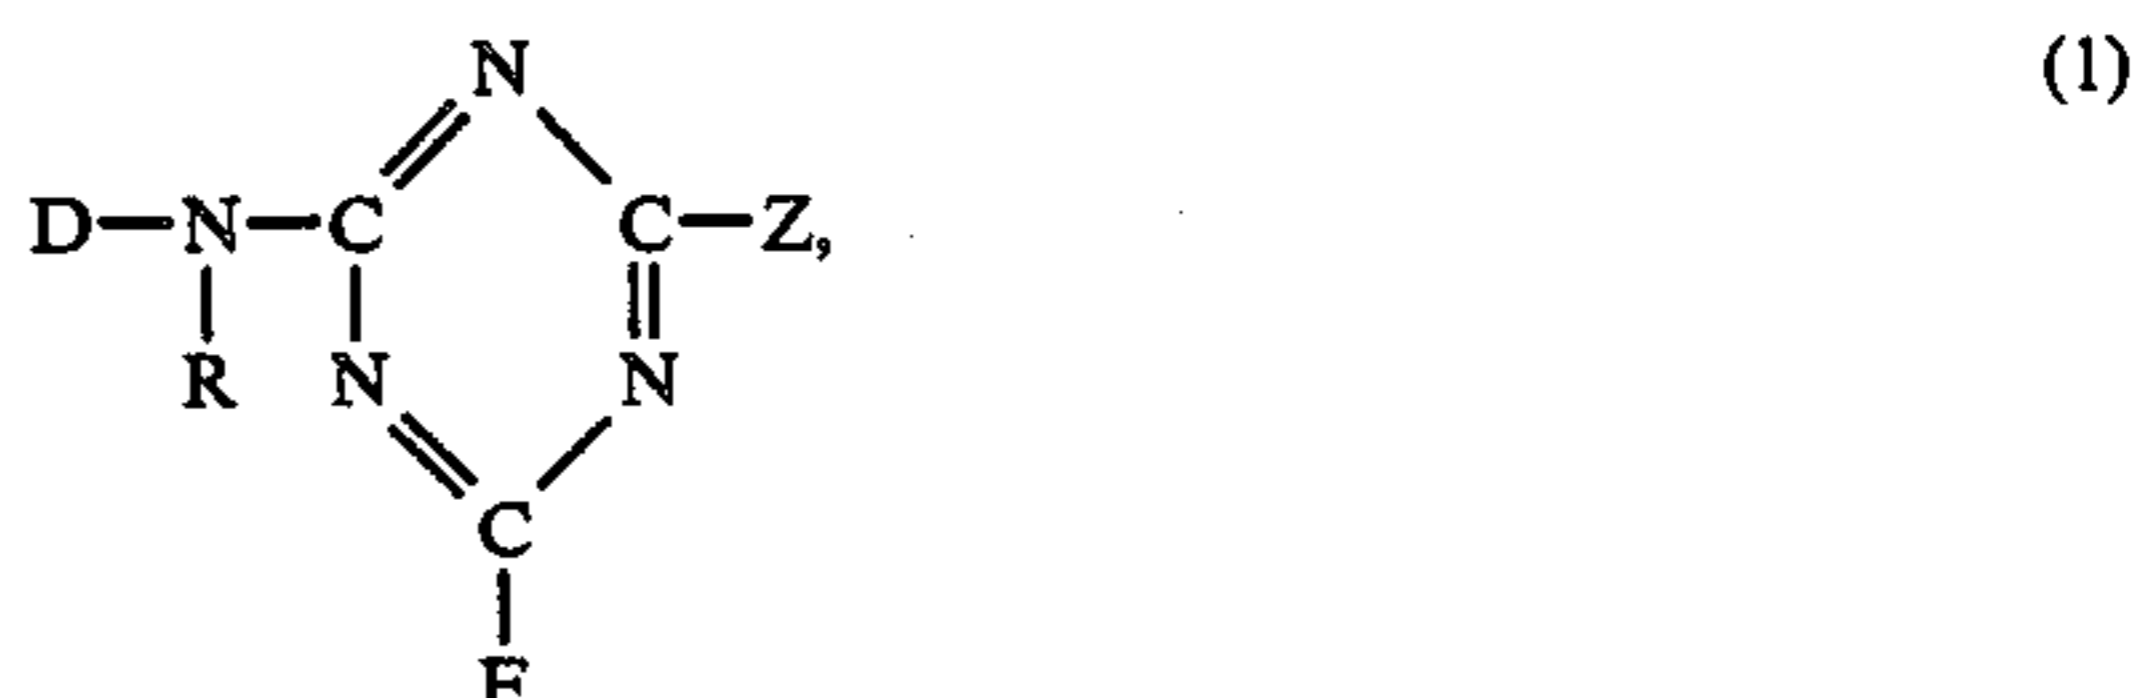 N (1)
D—N—C C—Z,
R N N
C
F